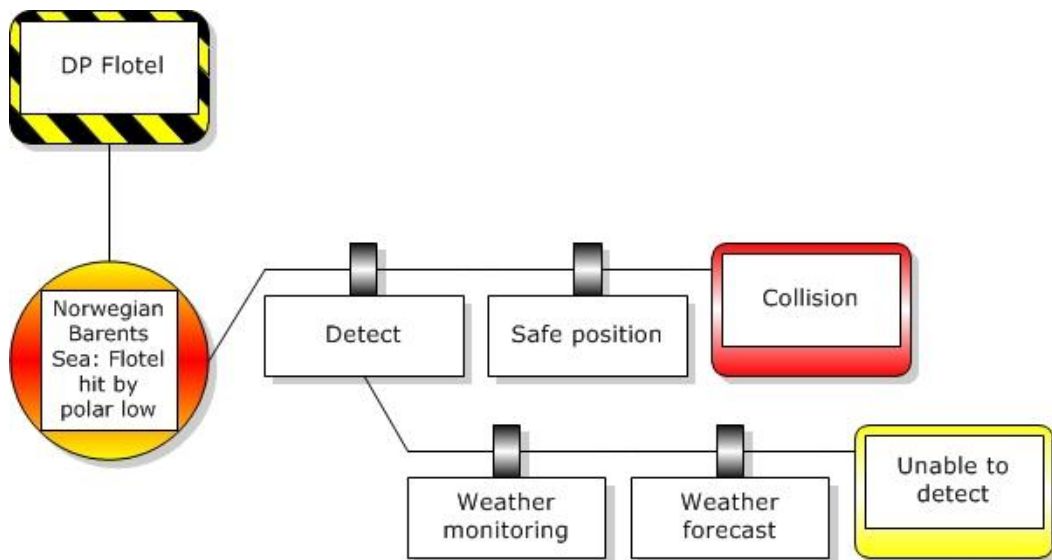 DP Flotel
Norwegian
Barents
Sea: Flotel
hit by
polar low
Detect
Safe position
Collision
Weather
monitoring
Weather
forecast
Unable to
detect